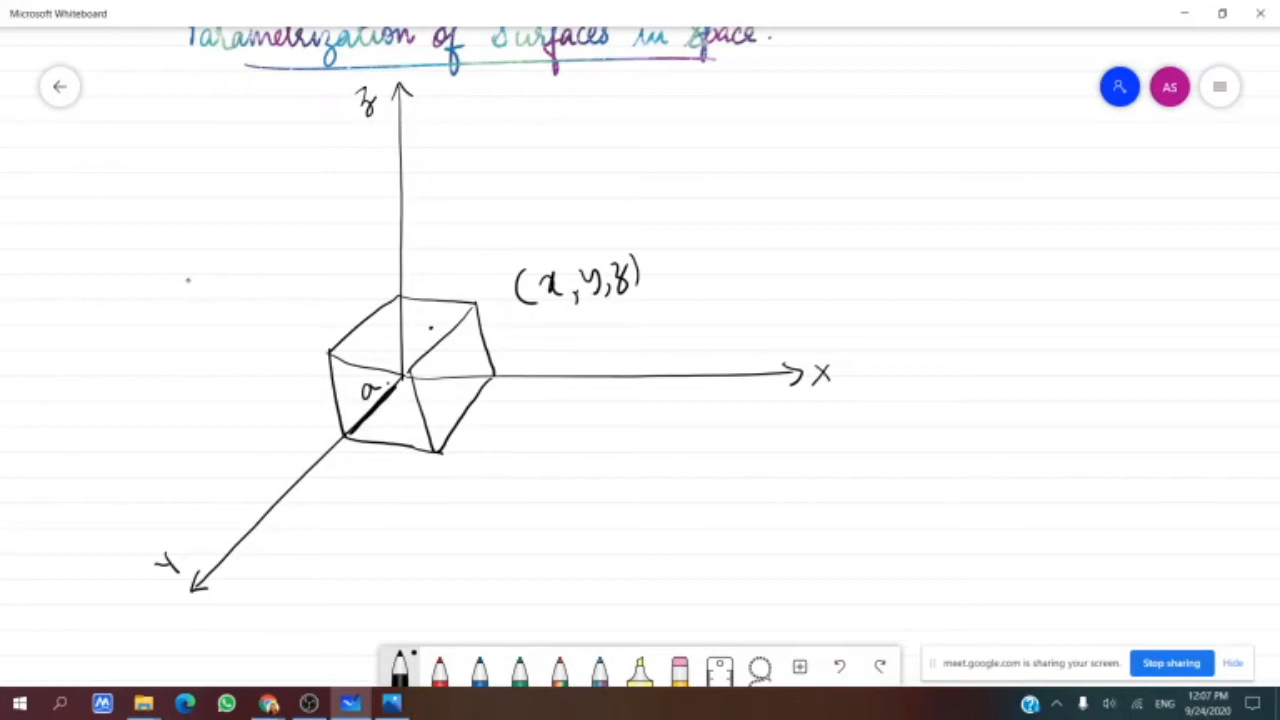 Microsoft Whiteboard
Parametrization of Surfaces in Space.
z
AS
(x,y,z)
a
X
Y
meet.google.com is sharing your screen.
Stop sharing
Hide
12:07 PM
ENG
9/24/2020